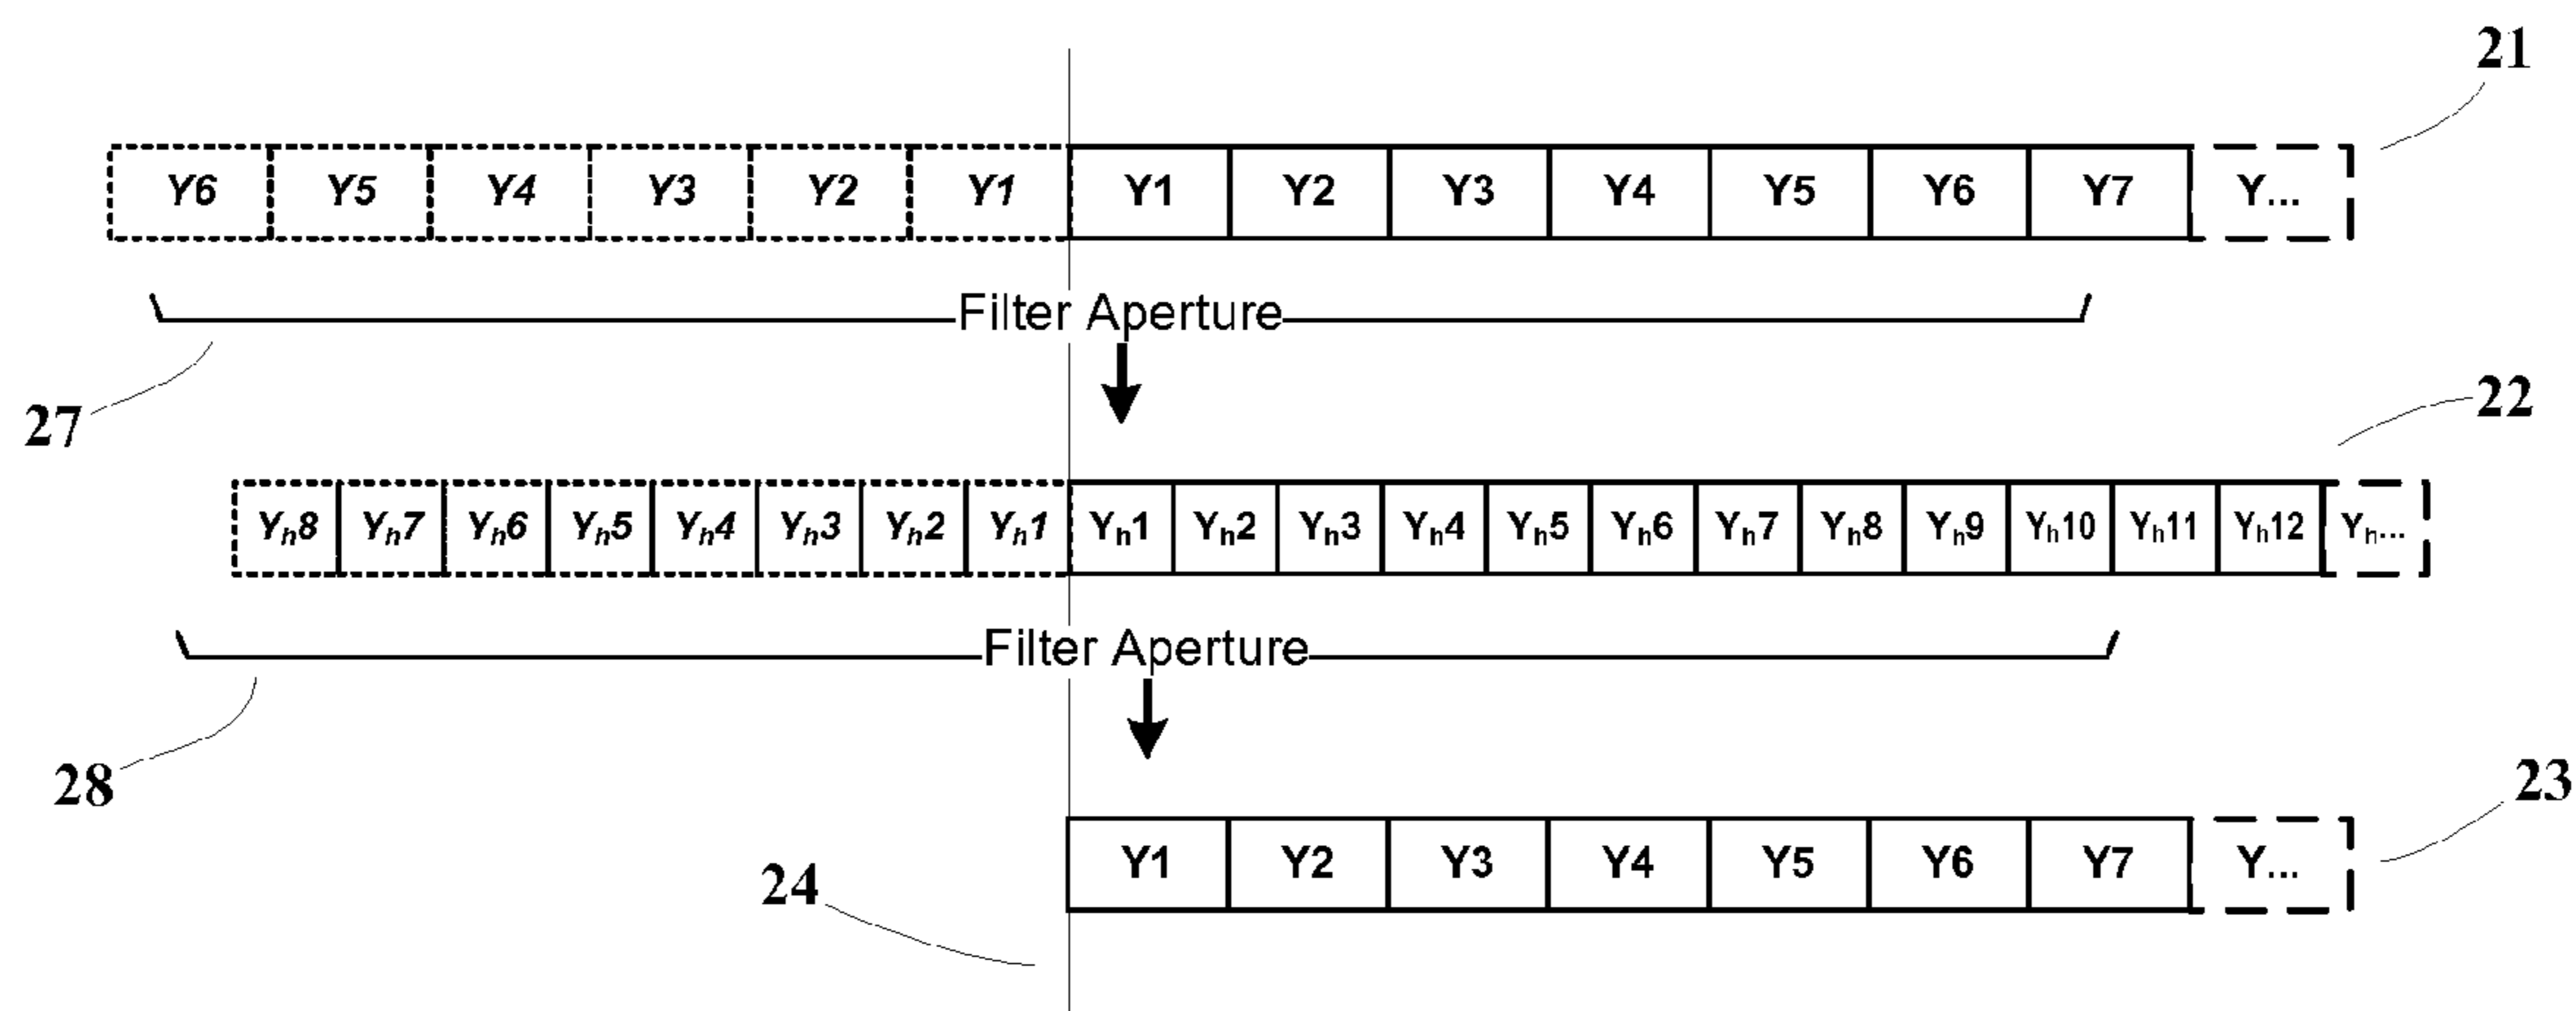 21
Y6 Y5 Y4 Y3 Y2 Y1 Y1 Y2 Y3 Y4 Y5 Y6 Y7 Y...
Filter Aperture
27
22
Yh8 Yh7 Yh6 Yh5 Yh4 Yh3 Yh2 Yh1 Yh1 Yh2 Yh3 Yh4 Yh5 Yh6 Yh7 Yh8 Yh9 Yh10 Yh11 Yh12 Yh...
Filter Aperture
28
23
Y1 Y2 Y3 Y4 Y5 Y6 Y7 Y...
24